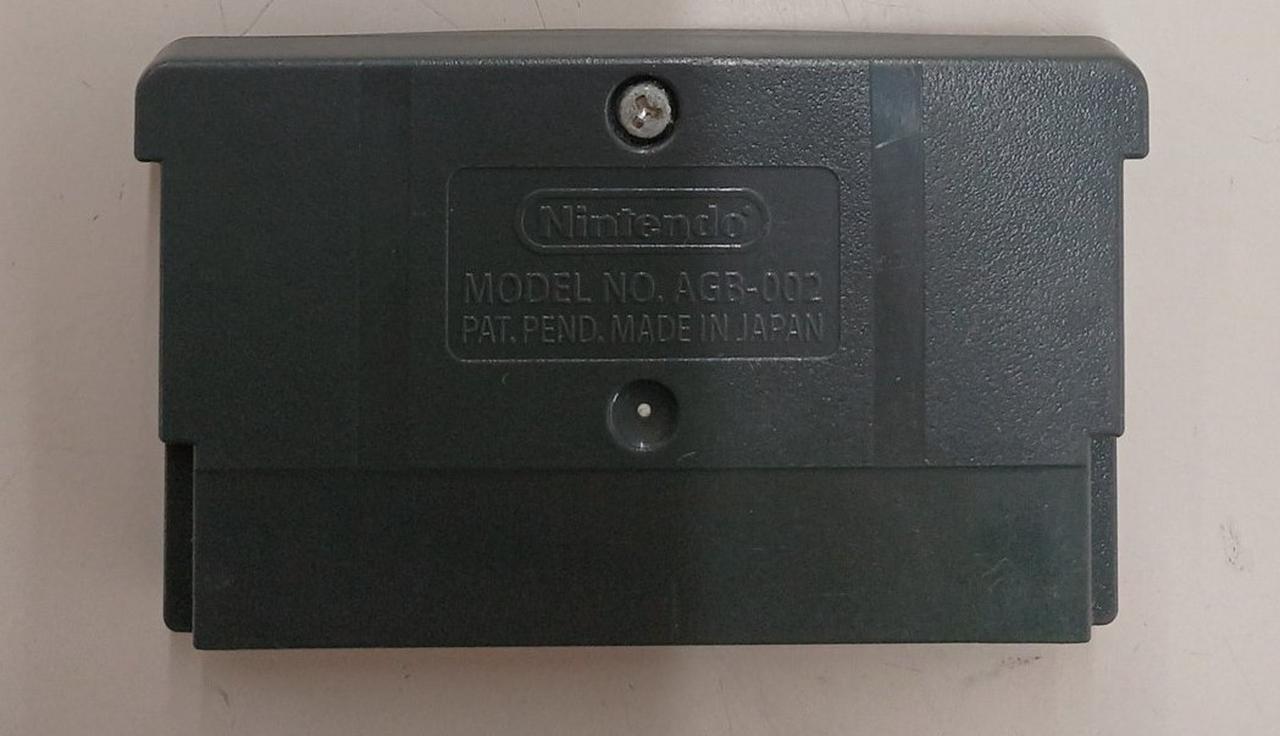 Nintendo
MODEL NO. AGB-002
PAT. PEND. MADE IN JAPAN